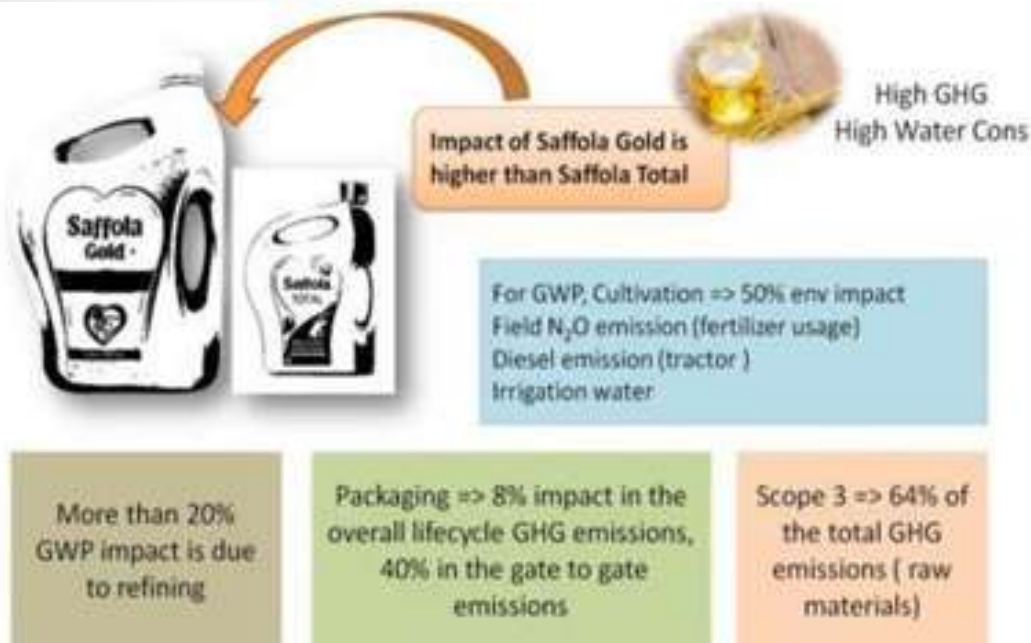 High GHG
High Water Cons
Impact of Saffola Gold is
higher than Saffola Total
Saffola
Gold
Saffola
TOTAL
For GWP, Cultivation => 50% env impact
Field N₂O emission (fertilizer usage)
Diesel emission (tractor )
Irrigation water
More than 20%
GWP impact is due
to refining
Packaging => 8% impact in the
overall lifecycle GHG emissions,
40% in the gate to gate
emissions
Scope 3 => 64% of
the total GHG
emissions ( raw
materials)